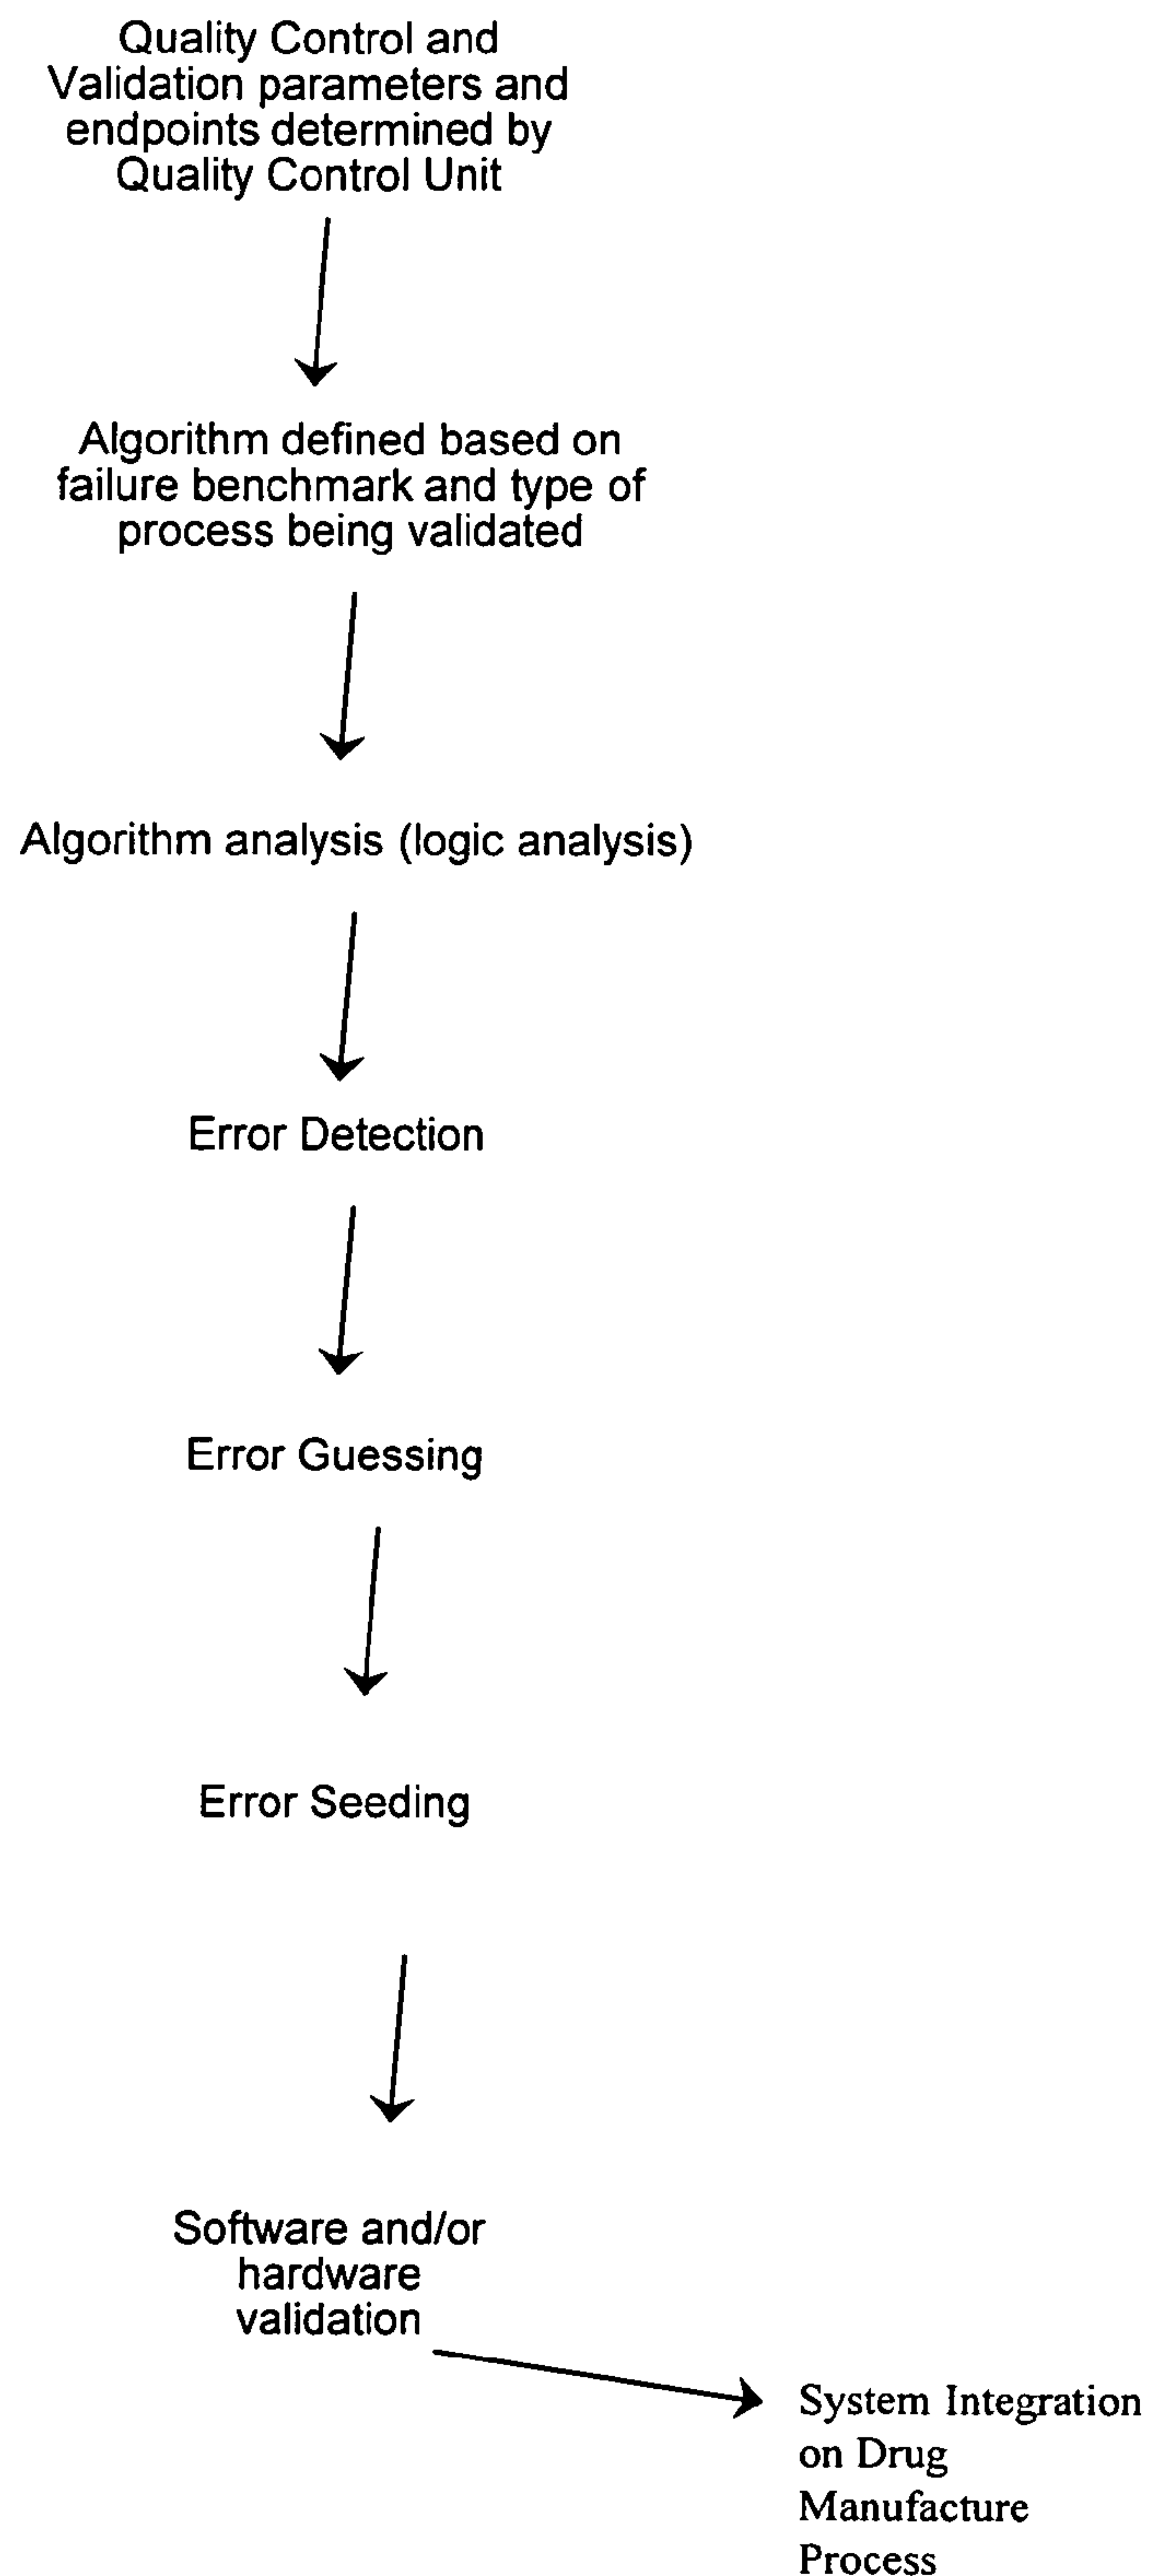 Quality Control and
Validation parameters and
endpoints determined by
Quality Control Unit
Algorithm defined based on
failure benchmark and type of
process being validated
Algorithm analysis (logic analysis)
Error Detection
Error Guessing
Error Seeding
Software and/or
hardware
validation
System Integration
on Drug
Manufacture
Process